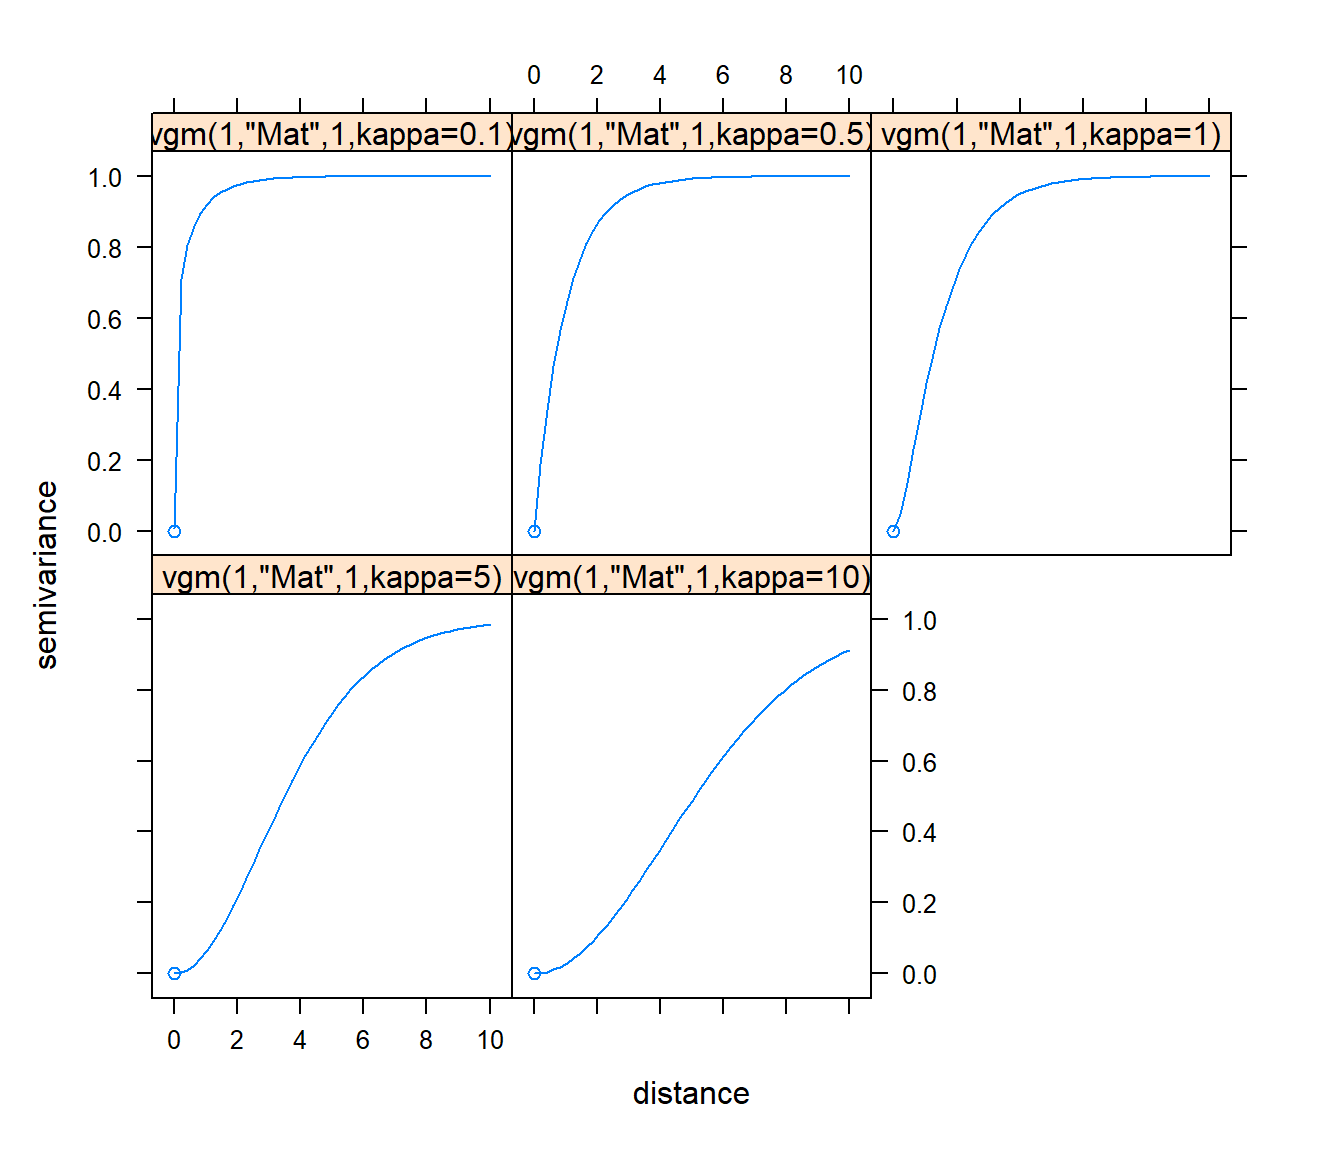 0 2 4 6 8 10
vgm(1,"Mat",1,kappa=0.1) vgm(1,"Mat",1,kappa=0.5) vgm(1,"Mat",1,kappa=1)
1.0
0.8
0.6
0.4
0.2
0.0
semivariance
vgm(1,"Mat",1,kappa=5) vgm(1,"Mat",1,kappa=10)
1.0
0.8
0.6
0.4
0.2
0.0
0 2 4 6 8 10
distance